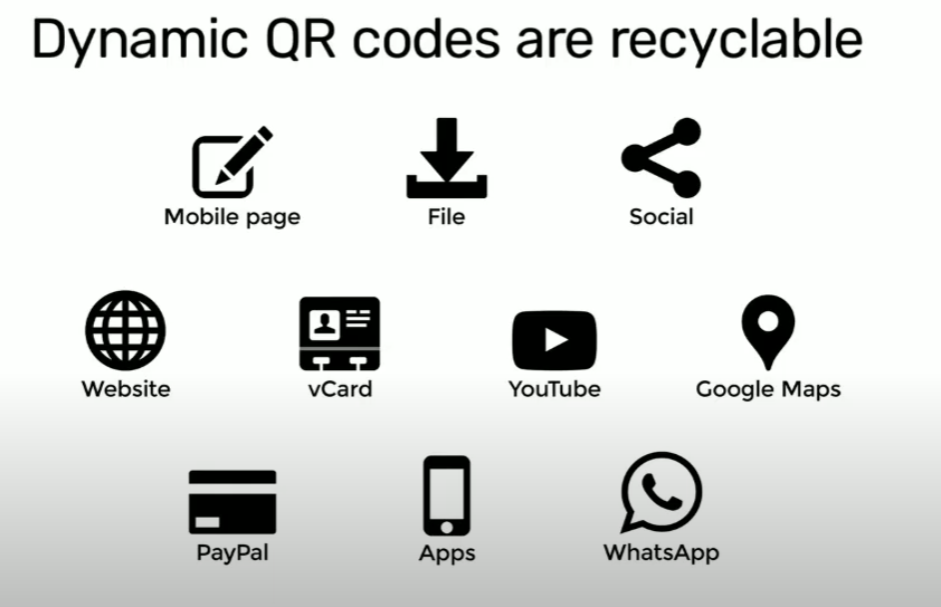 Dynamic QR codes are recyclable
Mobile page
File
Social
Website
vCard
YouTube
Google Maps
PayPal
Apps
WhatsApp